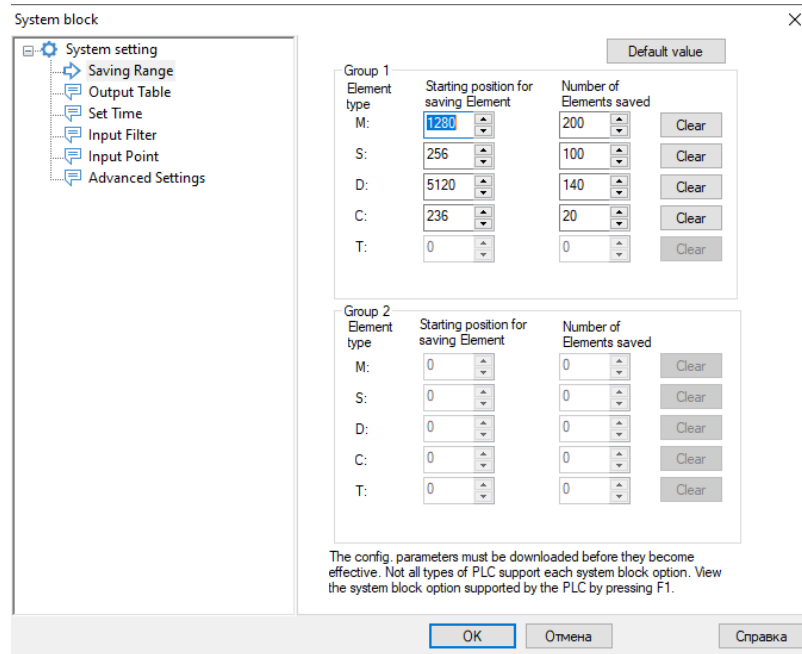 System block
System setting
Saving Range
Output Table
Set Time
Input Filter
Input Point
Advanced Settings
Default value
Group 1
Element type
Starting position for saving Element
Number of Elements saved
M: 1280 200 Clear
S: 256 100 Clear
D: 5120 140 Clear
C: 236 20 Clear
T: 0 0 Clear
Group 2
Element type
Starting position for saving Element
Number of Elements saved
M: 0 0 Clear
S: 0 0 Clear
D: 0 0 Clear
C: 0 0 Clear
T: 0 0 Clear
The config. parameters must be downloaded before they become
effective. Not all types of PLC support each system block option. View
the system block option supported by the PLC by pressing F1.
OK Отмена Справка